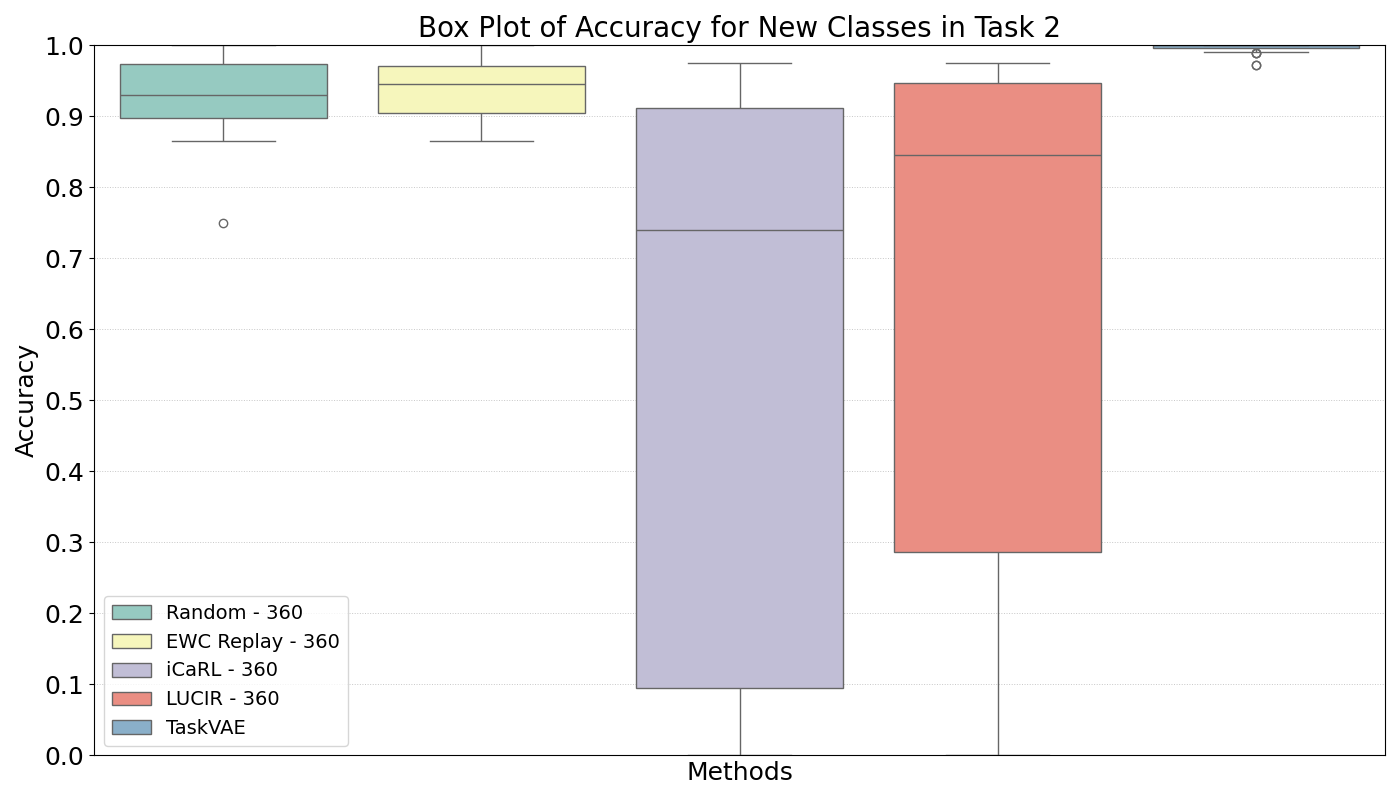 Box Plot of Accuracy for New Classes in Task 2
1.0
0.9
0.8
0.7
0.6
0.5
0.4
0.3
0.2
0.1
0.0
Accuracy
Random - 360
EWC Replay - 360
iCaRL - 360
LUCIR - 360
TaskVAE
Methods